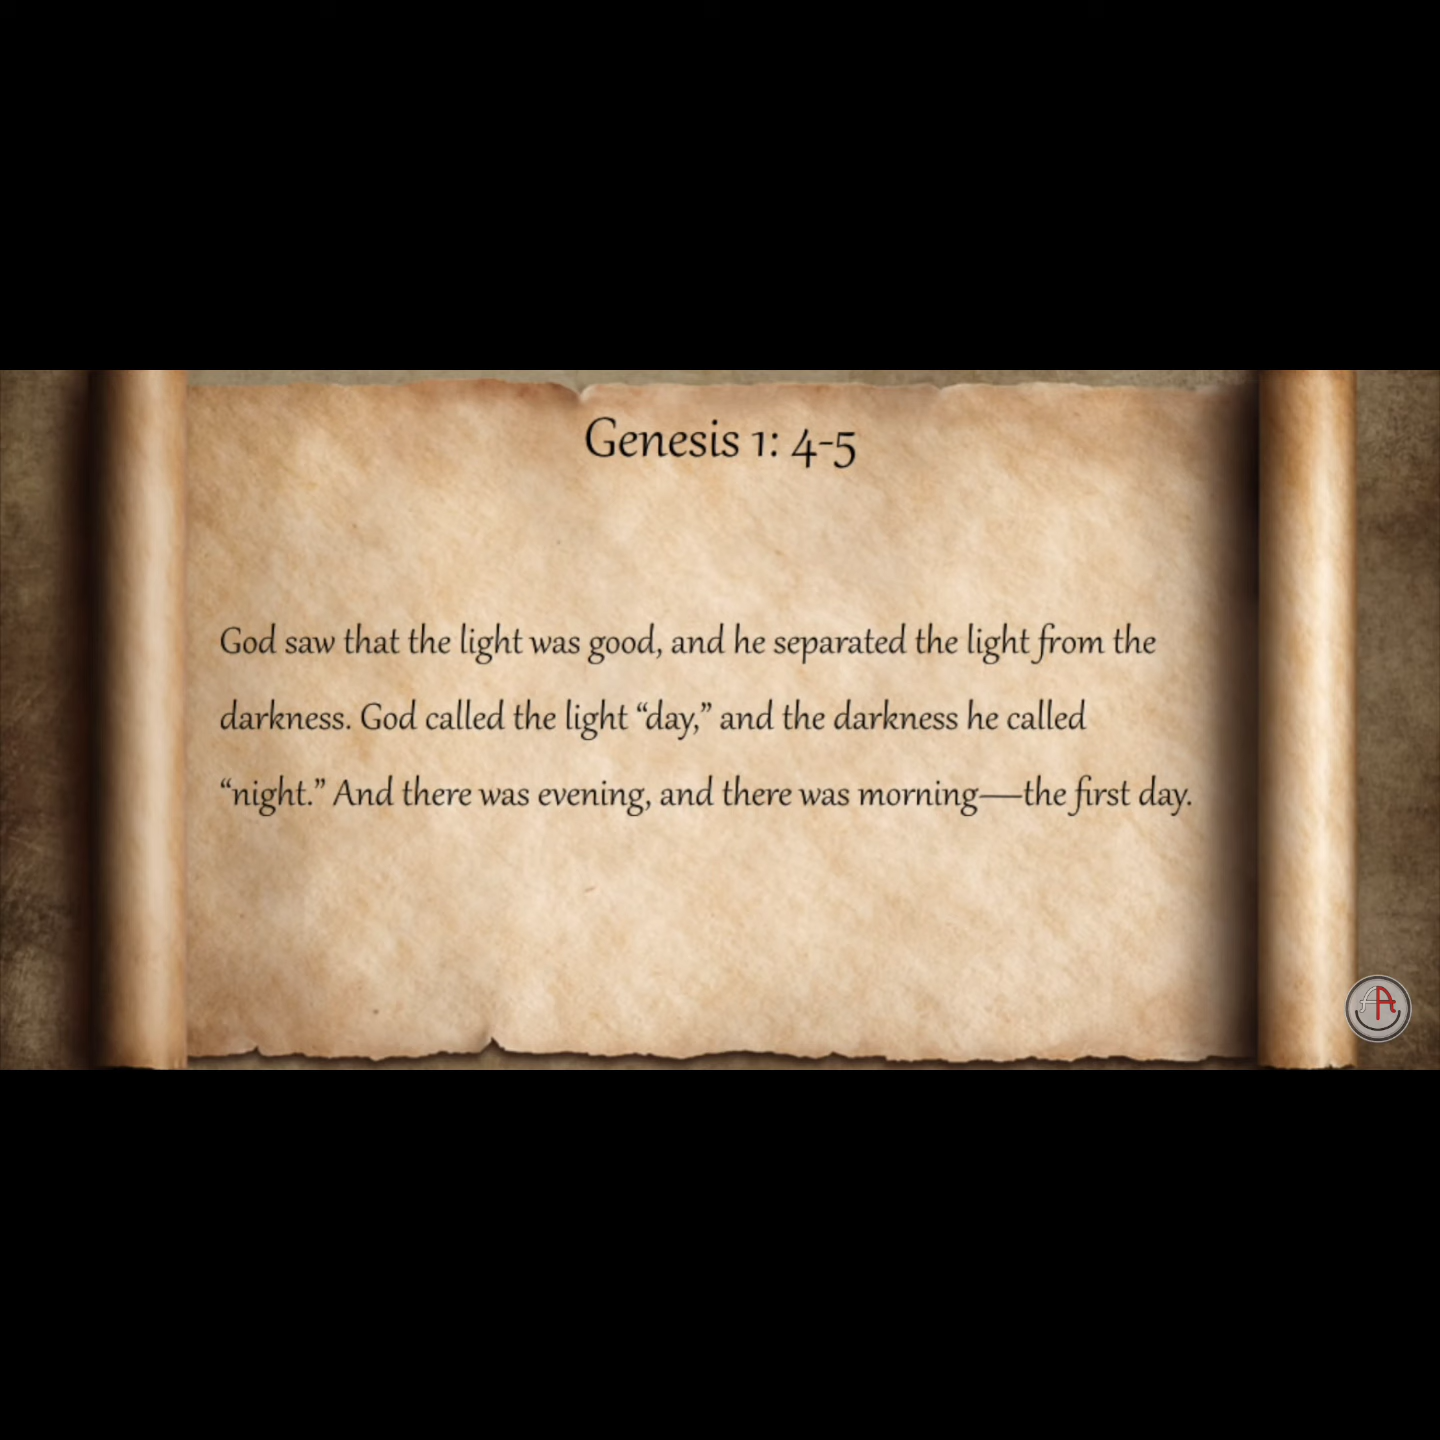 Genesis 1: 4-5
God saw that the light was good, and he separated the light from the
darkness. God called the light “day,” and the darkness he called
“night.” And there was evening, and there was morning—the first day.